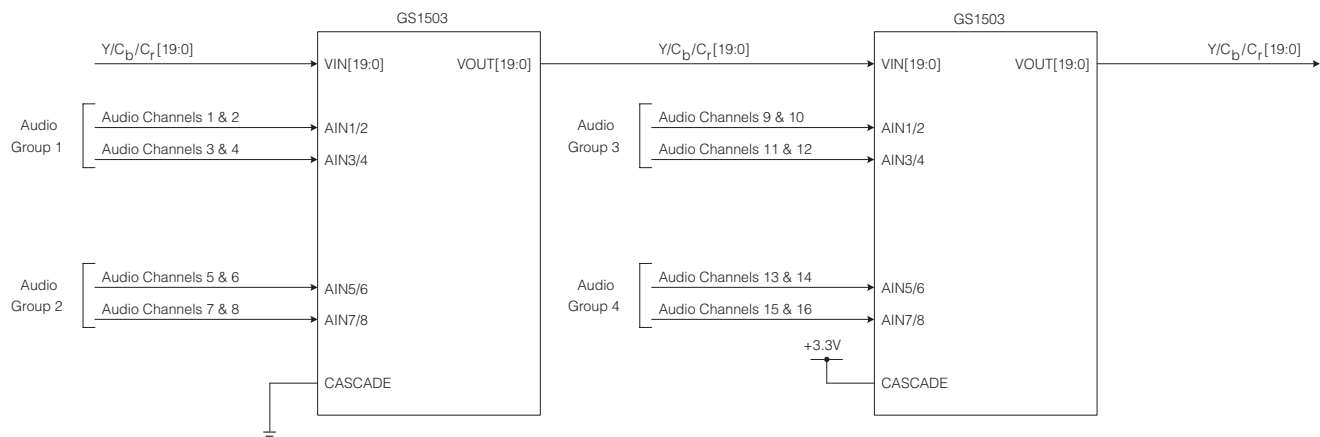 GS1503
Y/Cb/Cr[19:0]
VIN[19:0]
VOUT[19:0]
Audio
Group 1
Audio Channels 1 & 2
AIN1/2
Audio Channels 3 & 4
AIN3/4
Audio
Group 2
Audio Channels 5 & 6
AIN5/6
Audio Channels 7 & 8
AIN7/8
CASCADE
GS1503
Y/Cb/Cr[19:0]
VIN[19:0]
VOUT[19:0]
Y/Cb/Cr[19:0]
Audio
Group 3
Audio Channels 9 & 10
AIN1/2
Audio Channels 11 & 12
AIN3/4
Audio
Group 4
Audio Channels 13 & 14
AIN5/6
Audio Channels 15 & 16
AIN7/8
+3.3V
CASCADE